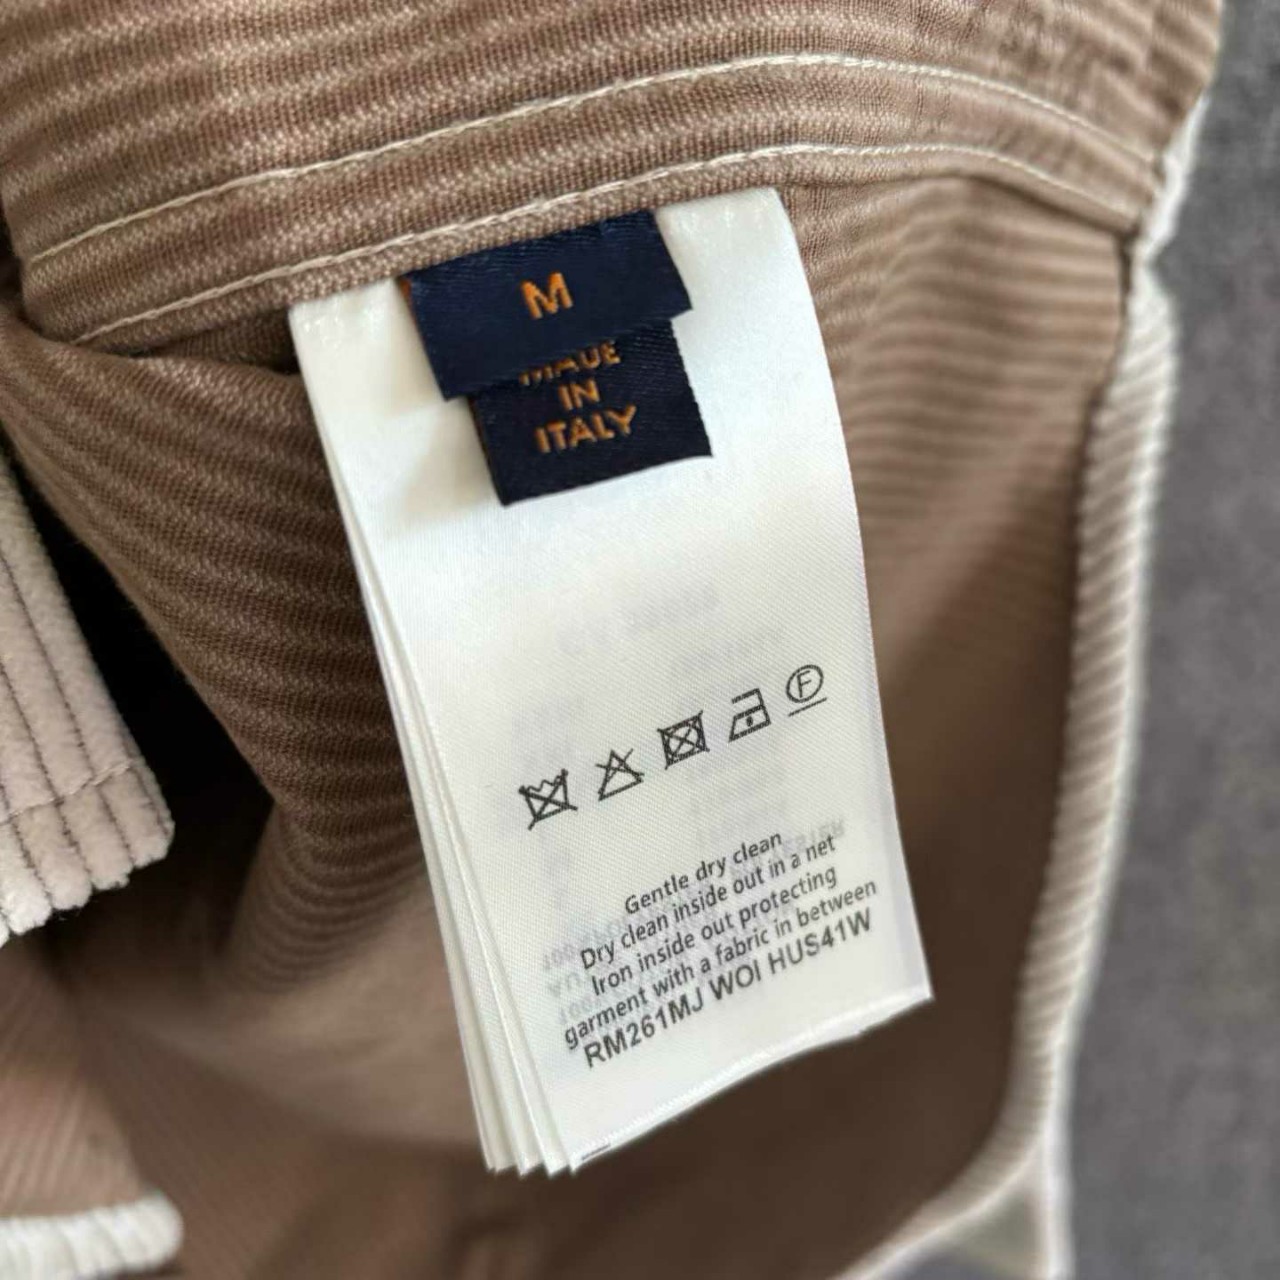 M
MADE
IN
ITALY
F
Gentle dry clean
Dry clean inside out in a net
Iron inside out protecting
garment with a fabric in between
RM261MJ WOI HUS41W